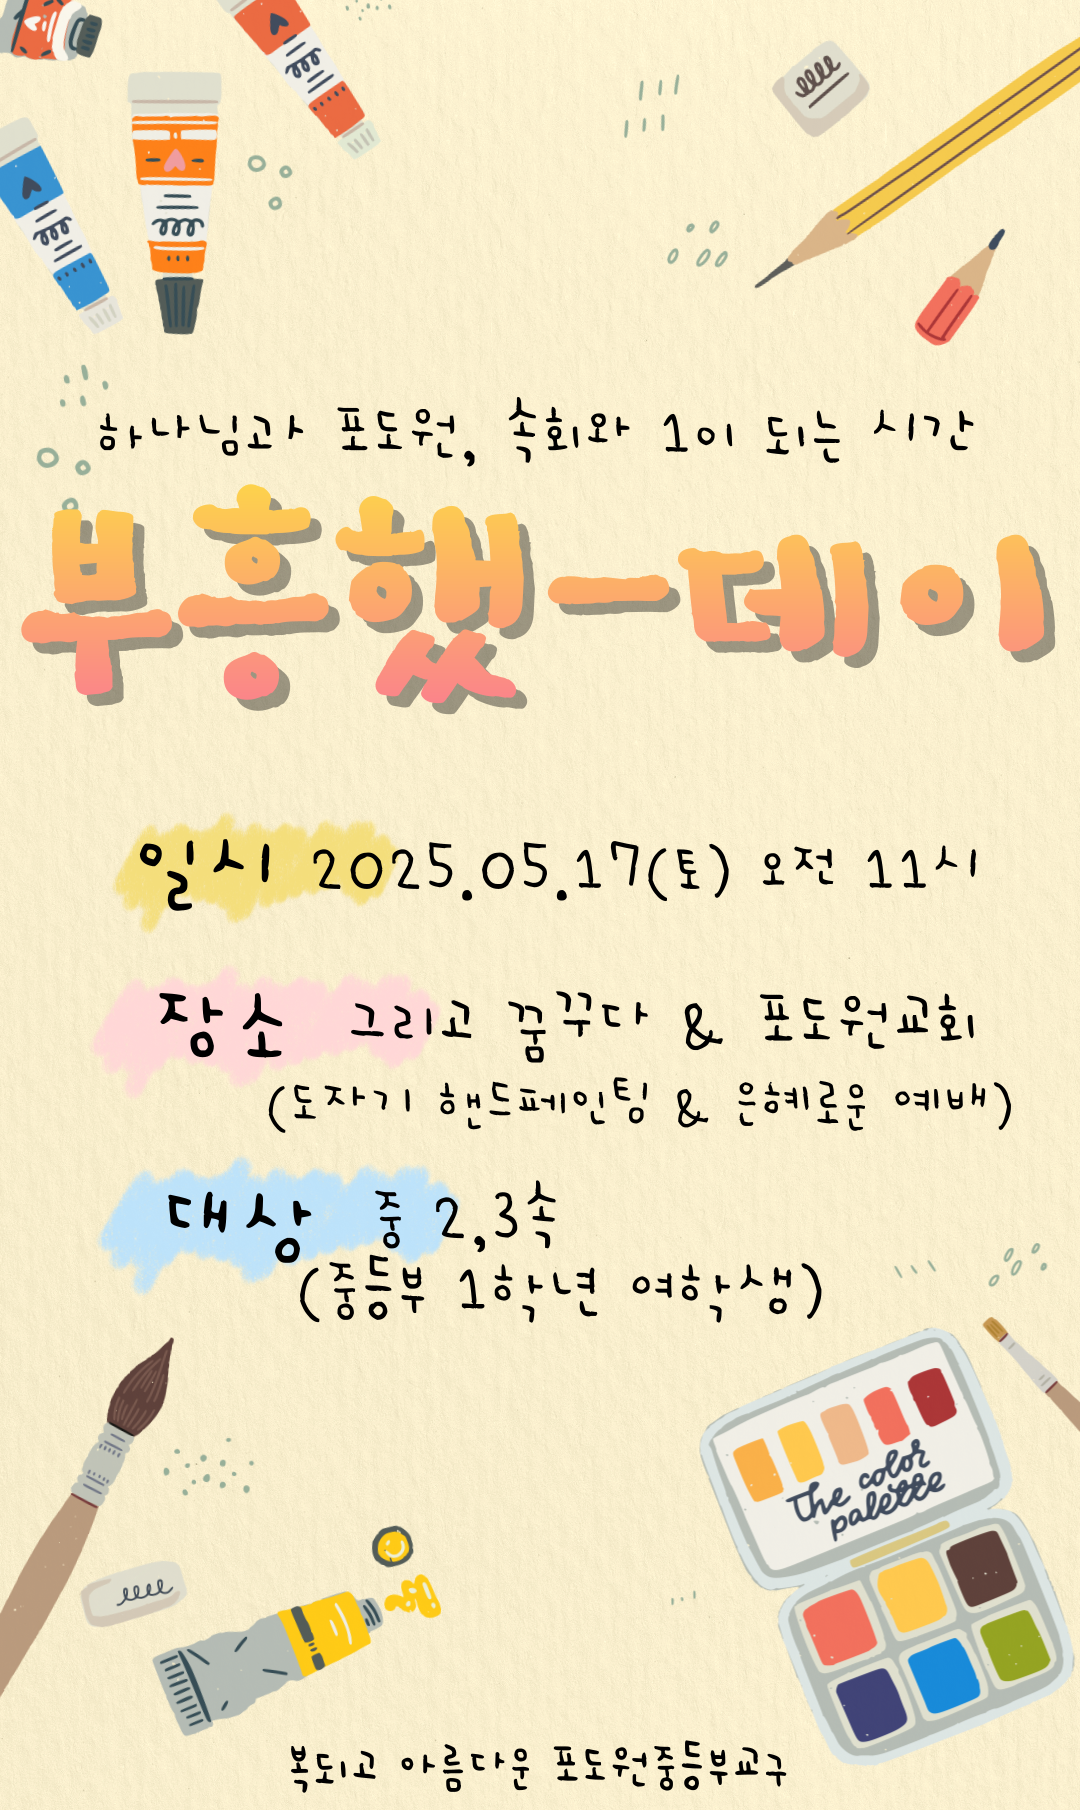 하나님과 포도원, 속회와 1이 되는 시간
부흥했-데이
일시 2025.05.17(토) 오전 11시
장소 그리고 꿈꾸다 & 포도원교회
(도자기 핸드페인팅 & 은혜로운 예배)
대상 중 2,3속
(중등부 1학년 여학생)
The color
palette
복되고 아름다운 포도원중등부교구